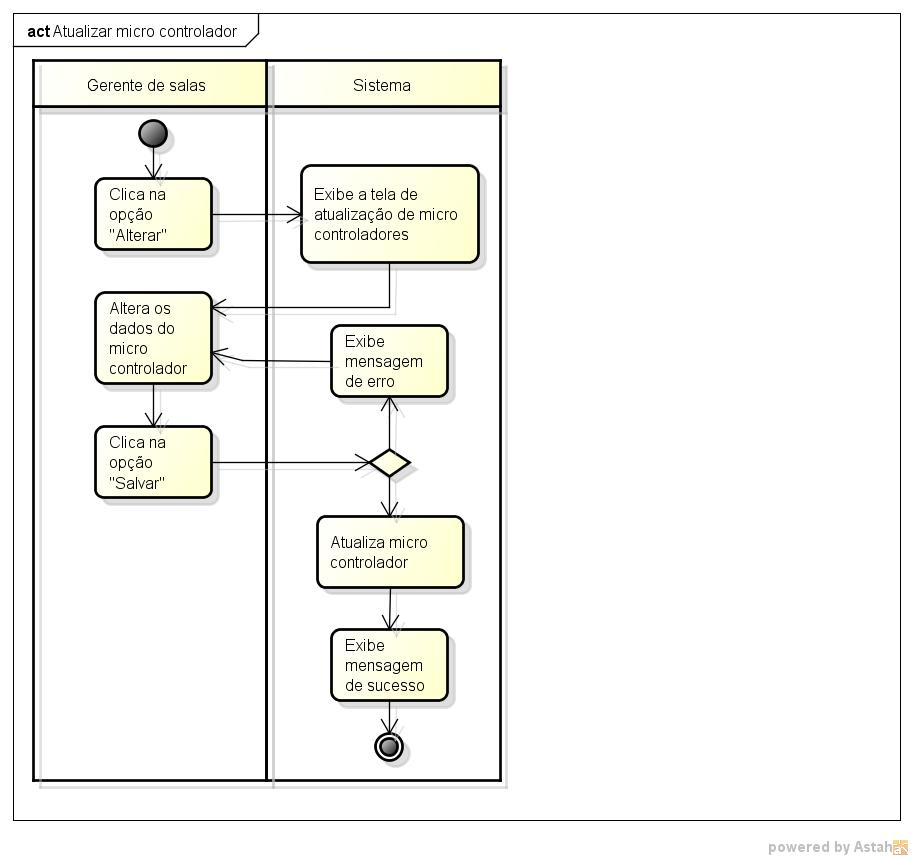 act Atualizar micro controlador
Gerente de salas
Sistema
Clica na
opção
"Alterar"
Exibe a tela de
atualização de micro
controladores
Altera os
dados do
micro
controlador
Exibe
mensagem
de erro
Clica na
opção
"Salvar"
Atualiza micro
controlador
Exibe
mensagem
de sucesso
powered by Astah